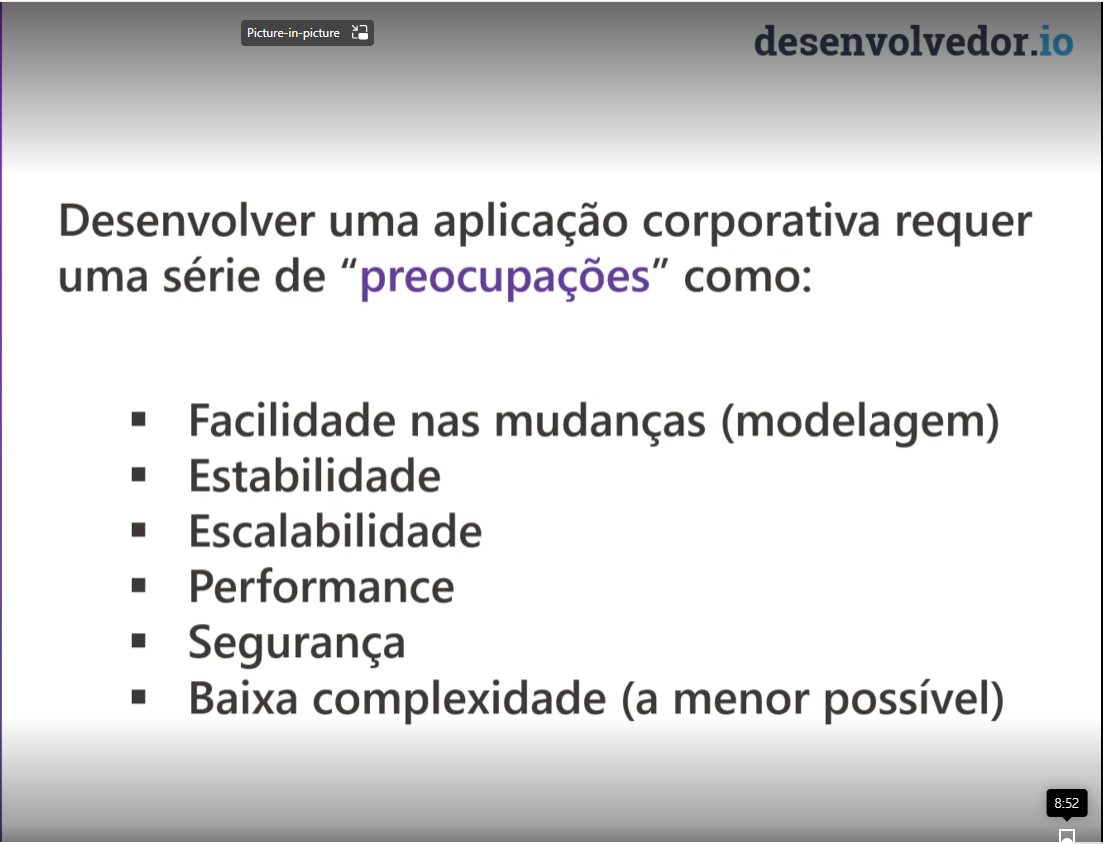 Picture-in-picture
desenvolvedor.io
Desenvolver uma aplicação corporativa requer
uma série de “preocupações” como:
▪ Facilidade nas mudanças (modelagem)
▪ Estabilidade
▪ Escalabilidade
▪ Performance
▪ Segurança
▪ Baixa complexidade (a menor possível)
8:52